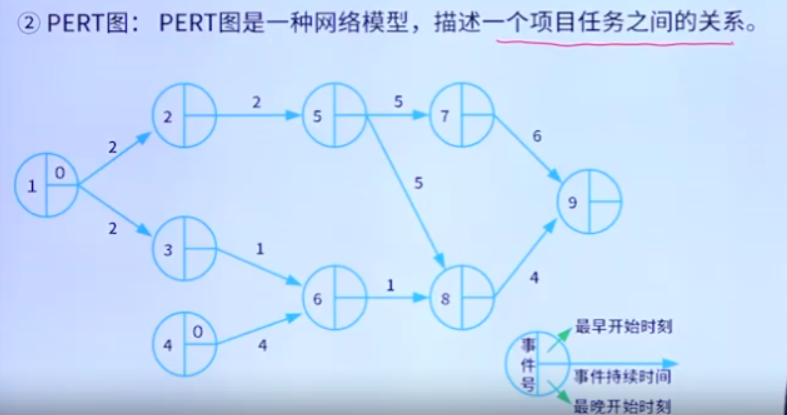 ② PERT图： PERT图是一种网络模型，描述一个项目任务之间的关系。
2 2 5 5 7
2 6
1 0
5 9
2 3 1
6 1 8 4
4 0 4
最早开始时刻
事件号
事件持续时间
最晚开始时刻